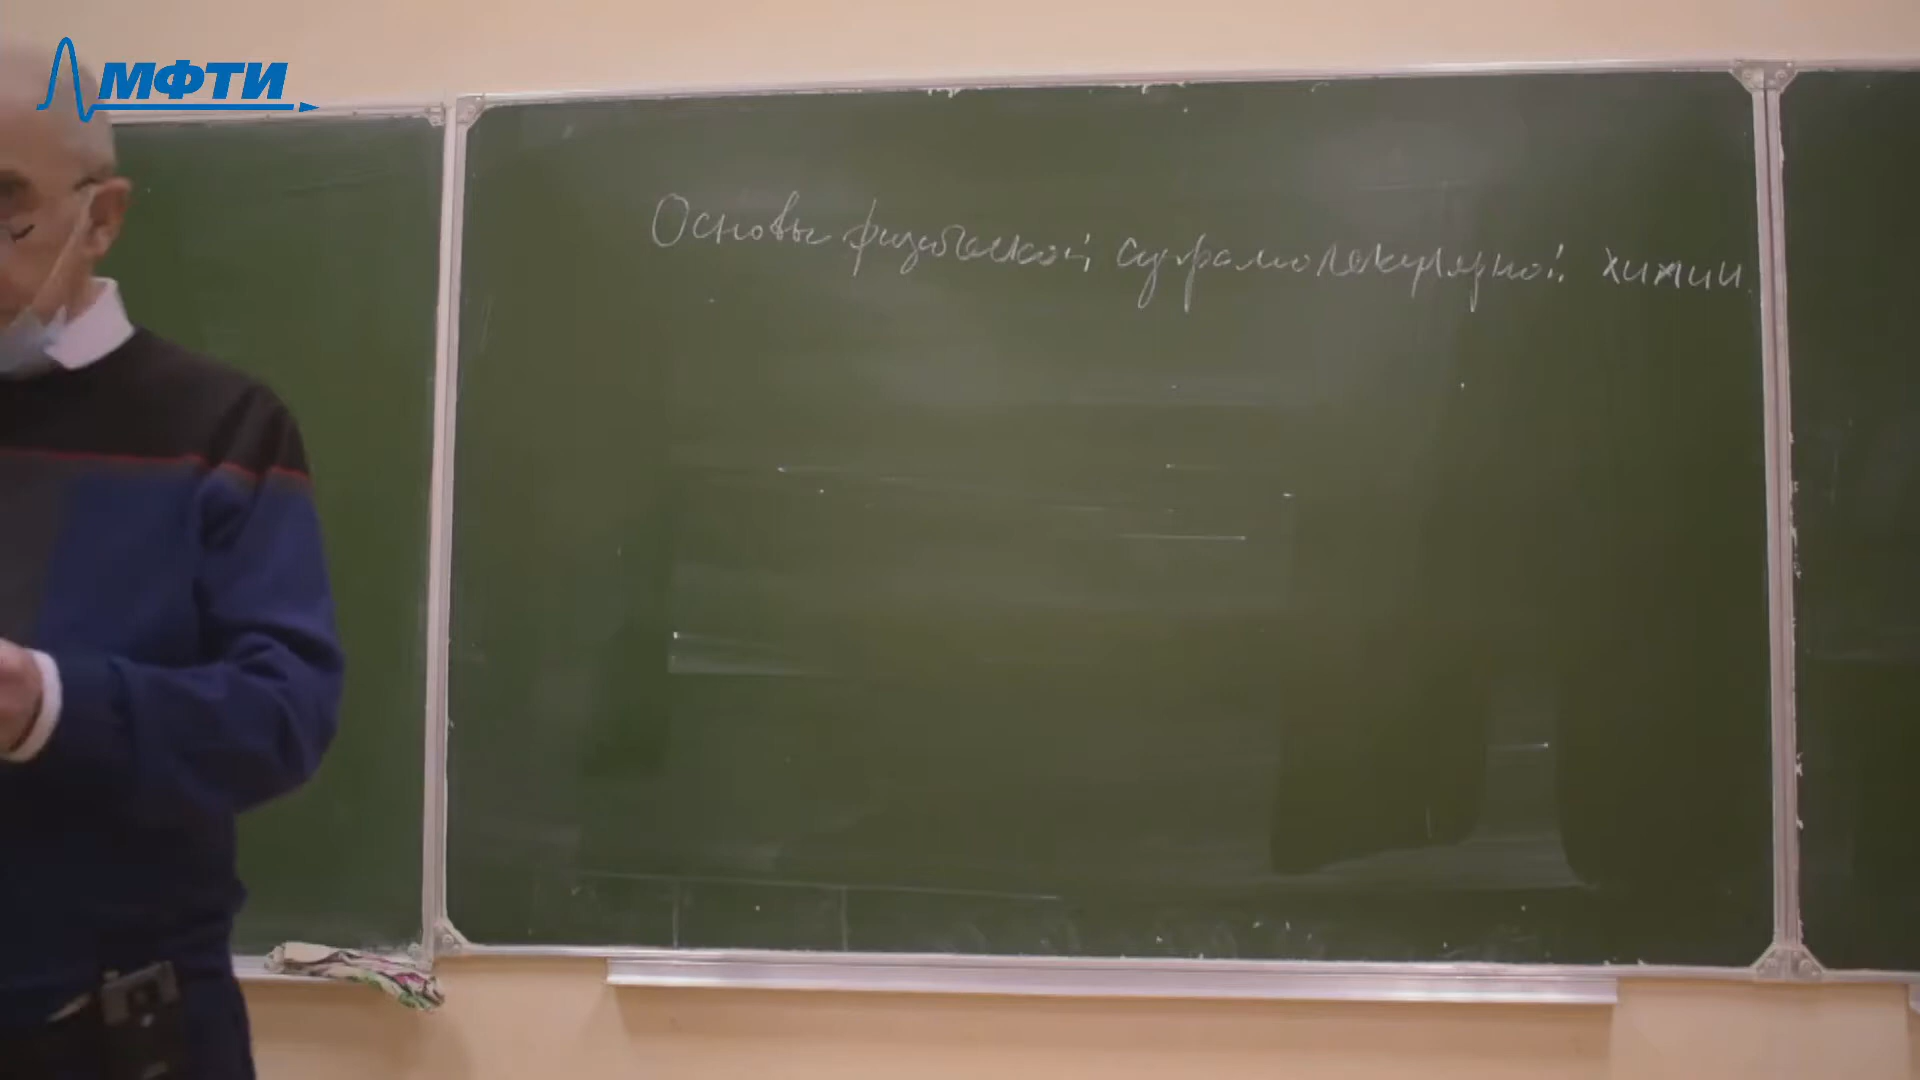 МФТИ
Основы физической супрамолекулярной химии